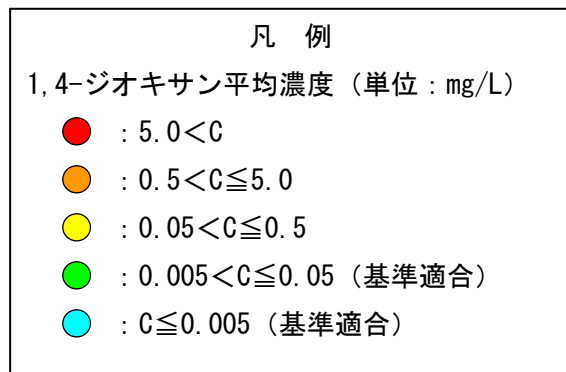 凡 例
1,4-ジオキサン平均濃度（単位：mg/L）
：5.0＜C
：0.5＜C≦5.0
：0.05＜C≦0.5
：0.005＜C≦0.05（基準適合）
：C≦0.005（基準適合）